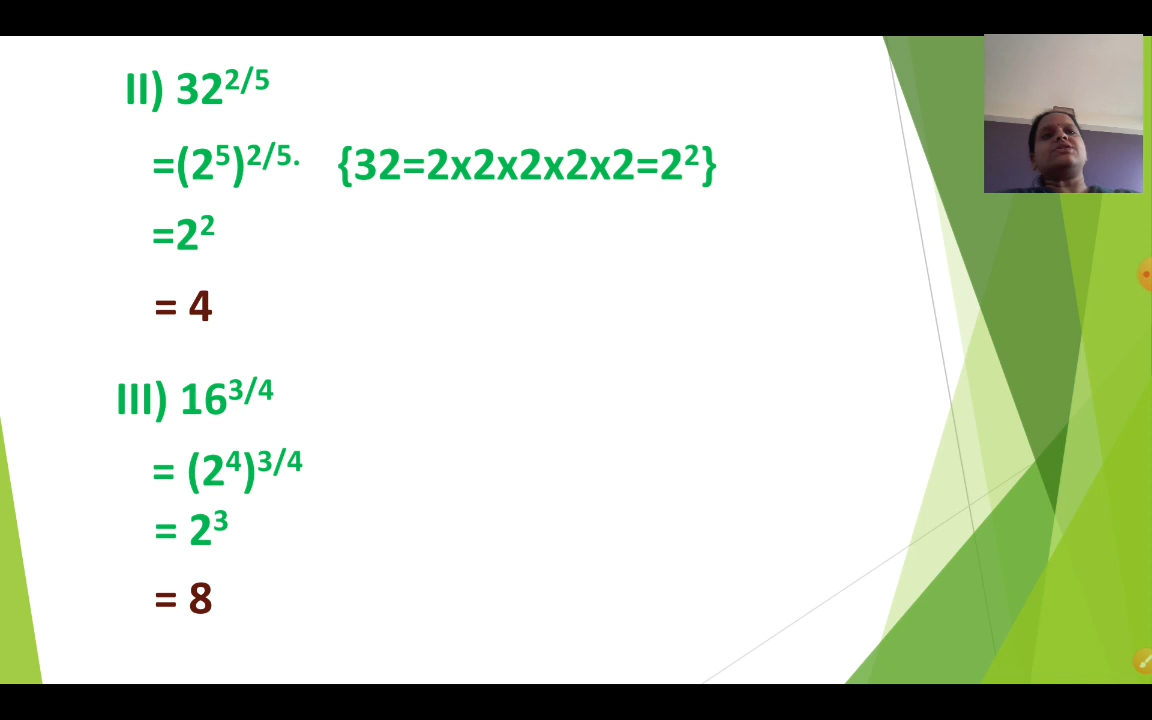 II) 32^2/5
=(2^5)^2/5. {32=2x2x2x2x2=2^2}
=2^2
= 4
III) 16^3/4
= (2^4)^3/4
= 2^3
= 8